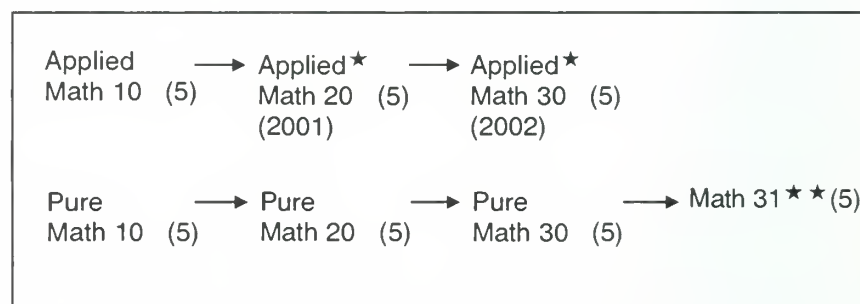 Applied → Applied★ → Applied★
Math 10 (5) Math 20 (5) Math 30 (5)
(2001) (2002)
Pure → Pure → Pure → Math 31★★(5)
Math 10 (5) Math 20 (5) Math 30 (5)